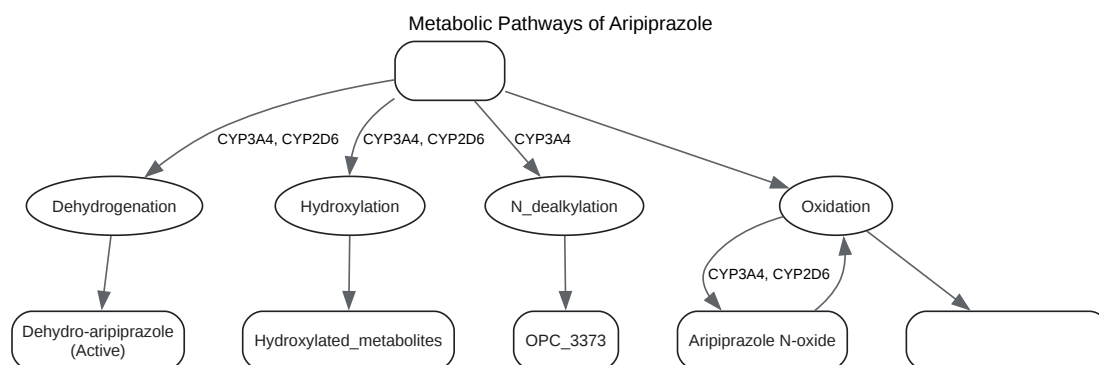 Metabolic Pathways of Aripiprazole
CYP3A4, CYP2D6
CYP3A4, CYP2D6
CYP3A4
Dehydrogenation
Hydroxylation
N_dealkylation
Oxidation
CYP3A4, CYP2D6
Dehydro-aripiprazole
(Active)
Hydroxylated_metabolites
OPC_3373
Aripiprazole N-oxide